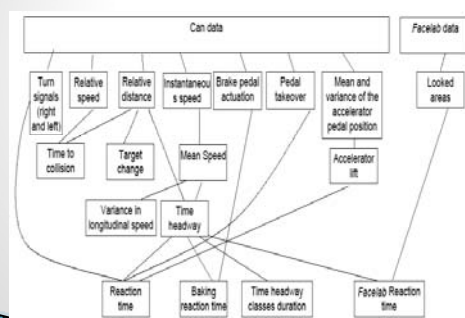 Can data
Facelab data
Turn
signals
(right
and left)
Relative
speed
Relative
distance
Instantaneou
s speed
Brake pedal
actuation
Pedal
takeover
Mean and
variance of the
accelerator
pedal position
Looked
areas
Time to
collision
Target
change
Mean Speed
Accelerator
lift
Variance in
longitudinal speed
Time
headway
Reaction
time
Baking
reaction time
Time headway
classes duration
Facelab Reaction
time